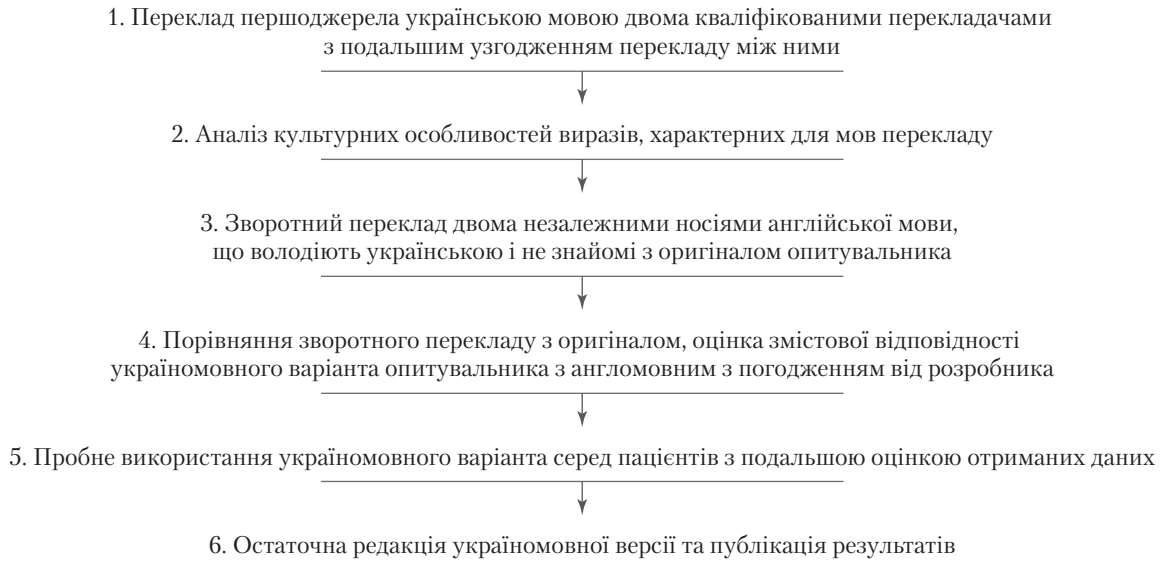 1. Переклад першоджерела українською мовою двома кваліфікованими перекладачами
з подальшим узгодженням перекладу між ними
2. Аналіз культурних особливостей виразів, характерних для мов перекладу
3. Зворотний переклад двома незалежними носіями англійської мови,
що володіють українською і не знайомі з оригіналом опитувальника
4. Порівняння зворотного перекладу з оригіналом, оцінка змістової відповідності
україномовного варіанта опитувальника з англомовним з погодженням від розробника
5. Пробне використання україномовного варіанта серед пацієнтів з подальшою оцінкою отриманих даних
6. Остаточна редакція україномовної версії та публікація результатів